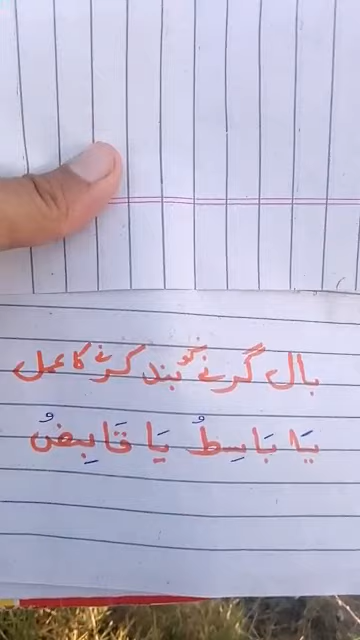 بال گرنے کو بند کرنے کا عمل
یَا بَاسِطُ یَا قَابِضُ